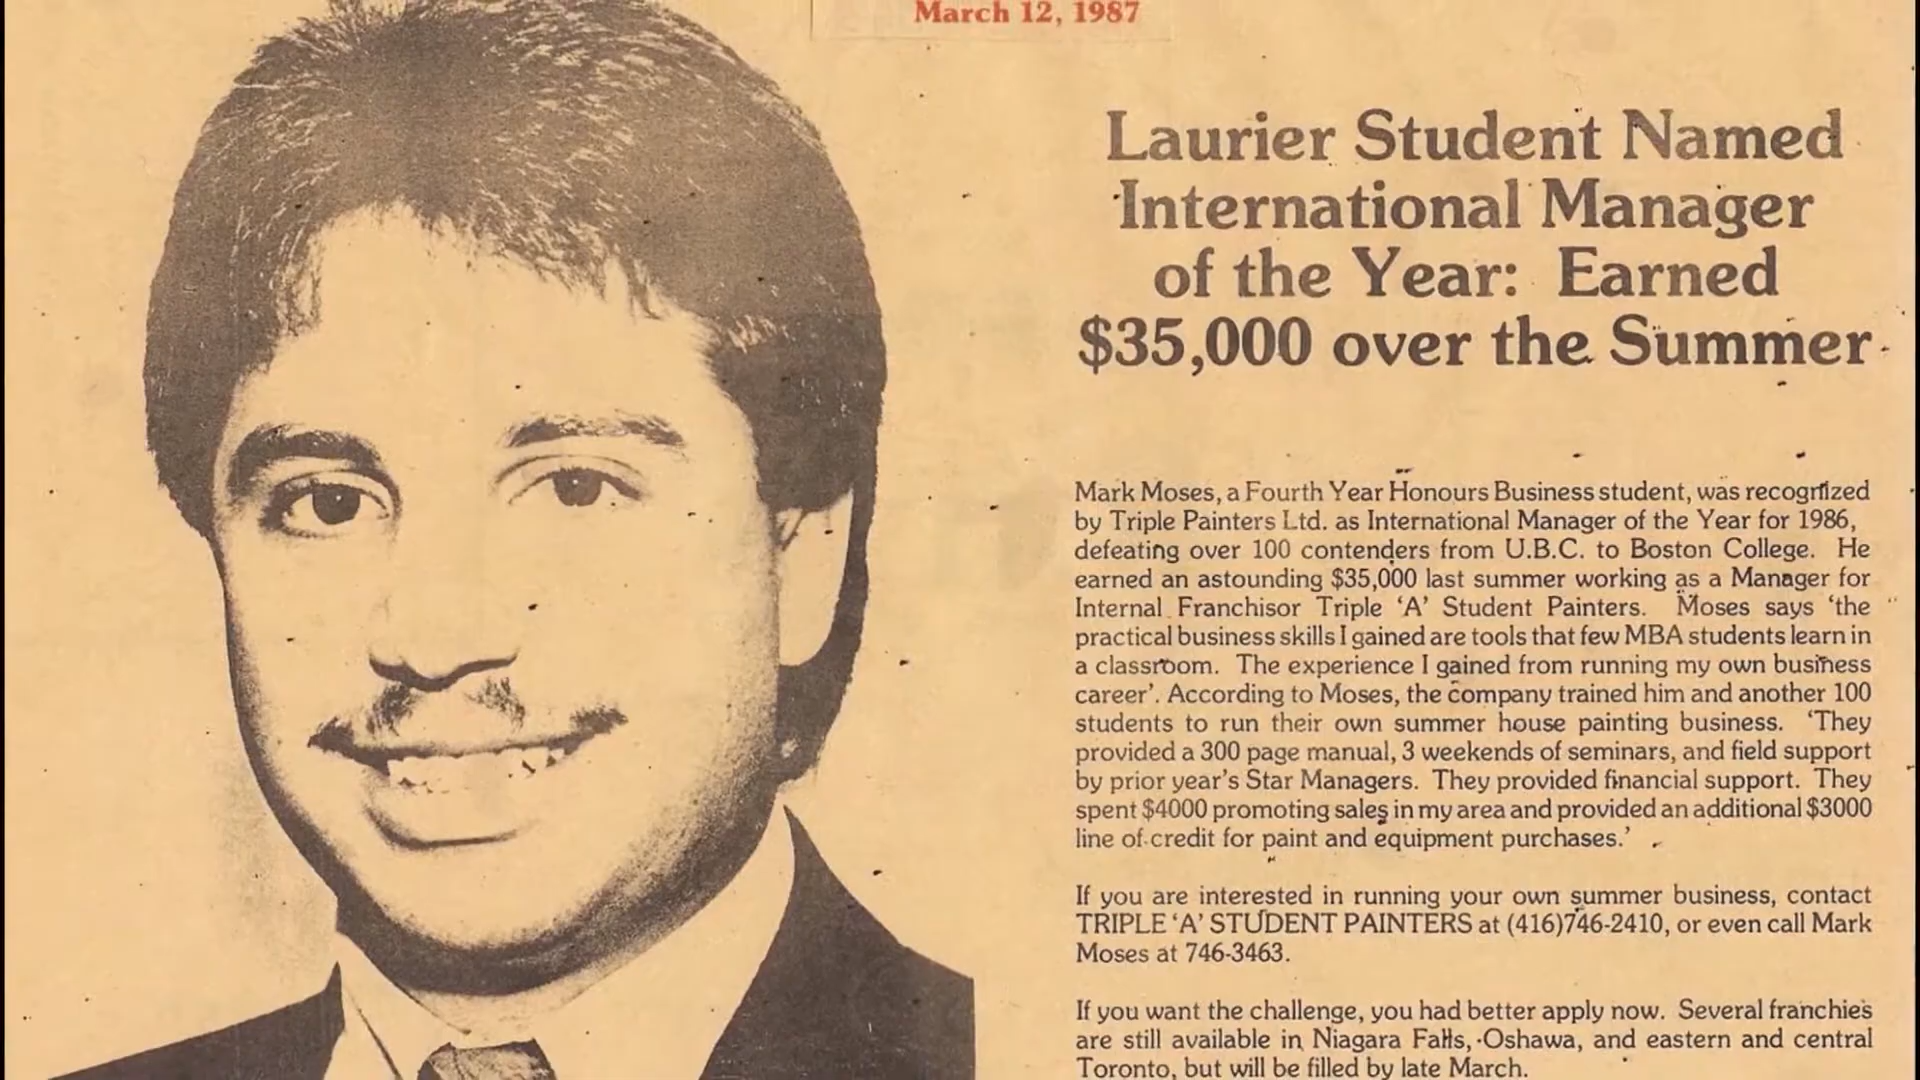 March 12, 1987
Laurier Student Named
International Manager
of the Year: Earned
$35,000 over the Summer
Mark Moses, a Fourth Year Honours Business student, was recognized
by Triple Painters Ltd. as International Manager of the Year for 1986,
defeating over 100 contenders from U.B.C. to Boston College. He
earned an astounding $35,000 last summer working as a Manager for
Internal Franchisor Triple ‘A’ Student Painters. Moses says ‘the
practical business skills I gained are tools that few MBA students learn in
a classroom. The experience I gained from running my own business
career’. According to Moses, the company trained him and another 100
students to run their own summer house painting business. ‘They
provided a 300 page manual, 3 weekends of seminars, and field support
by prior year’s Star Managers. They provided financial support. They
spent $4000 promoting sales in my area and provided an additional $3000
line of credit for paint and equipment purchases.’
If you are interested in running your own summer business, contact
TRIPLE ‘A’ STUDENT PAINTERS at (416)746-2410, or even call Mark
Moses at 746-3463.
If you want the challenge, you had better apply now. Several franchies
are still available in Niagara Falls, Oshawa, and eastern and central
Toronto, but will be filled by late March.